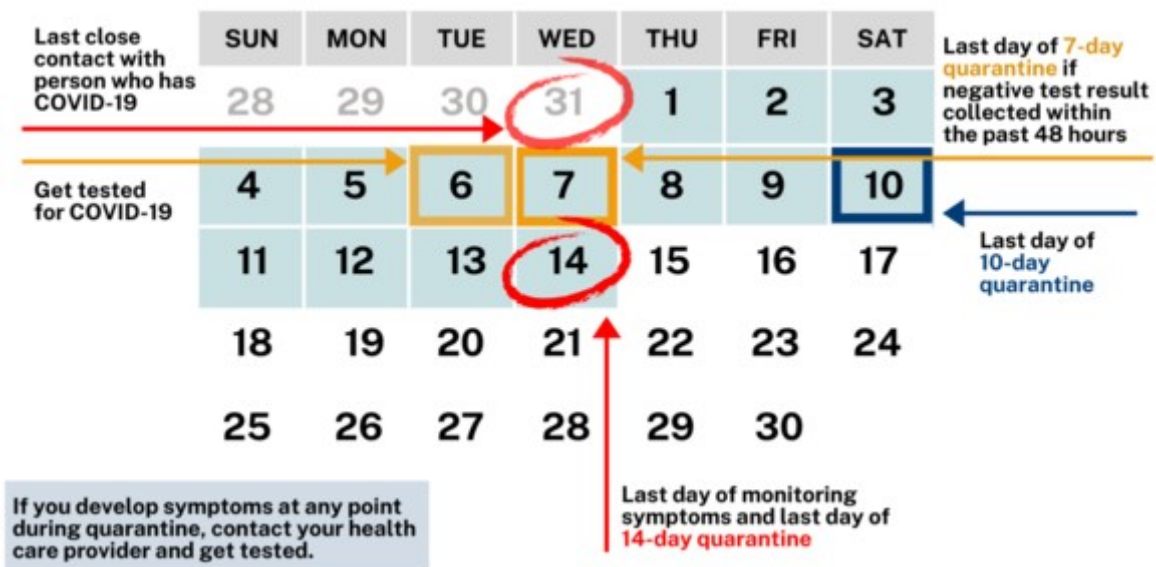 Last close
contact with
person who has
COVID-19
SUN MON TUE WED THU FRI SAT
28 29 30 31 1 2 3
Last day of 7-day
quarantine if
negative test result
collected within
the past 48 hours
Get tested
for COVID-19
4 5 6 7 8 9 10
Last day of
10-day
quarantine
11 12 13 14 15 16 17
18 19 20 21 22 23 24
25 26 27 28 29 30
If you develop symptoms at any point
during quarantine, contact your health
care provider and get tested.
Last day of monitoring
symptoms and last day of
14-day quarantine